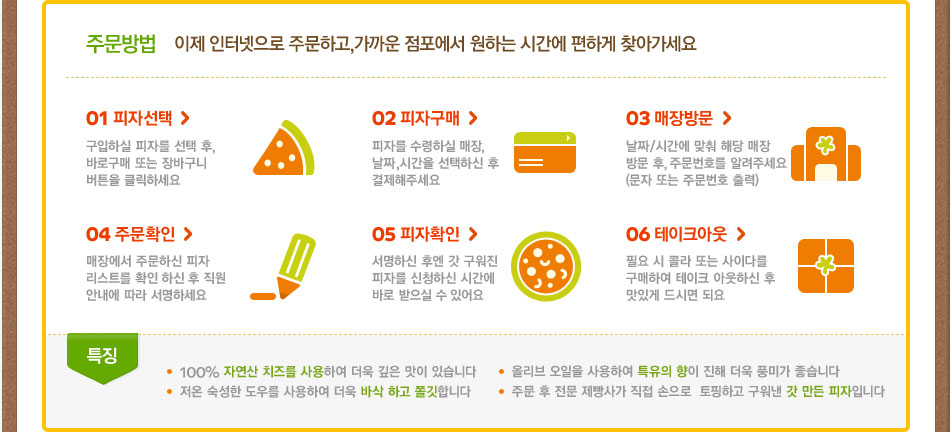 주문방법 이제 인터넷으로 주문하고,가까운 점포에서 원하는 시간에 편하게 찾아가세요
01 피자선택
구입하실 피자를 선택 후,
바로구매 또는 장바구니
버튼을 클릭하세요
02 피자구매
피자를 수령하실 매장,
날짜,시간을 선택하신 후
결제해주세요
03 매장방문
날짜/시간에 맞춰 해당 매장
방문 후, 주문번호를 알려주세요
(문자 또는 주문번호 출력)
04 주문확인
매장에서 주문하신 피자
리스트를 확인 하신 후 직원
안내에 따라 서명하세요
05 피자확인
서명하신 후엔 갓 구워진
피자를 신청하신 시간에
바로 받으실 수 있어요
06 테이크아웃
필요 시 콜라 또는 사이다를
구매하여 테이크 아웃하신 후
맛있게 드시면 되요
특징
100% 자연산 치즈를 사용하여 더욱 깊은 맛이 있습니다
저온 숙성한 도우를 사용하여 더욱 바삭 하고 쫄깃합니다
올리브 오일을 사용하여 특유의 향이 진해 더욱 풍미가 좋습니다
주문 후 전문 제빵사가 직접 손으로 토핑하고 구워낸 갓 만든 피자입니다